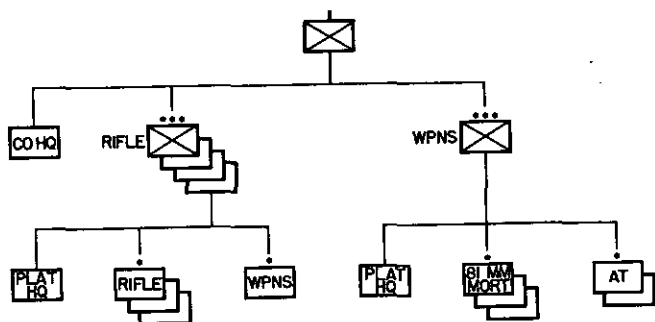 CO HQ
RIFLE
WPNS
PLAT
HQ
RIFLE
WPNS
PLAT
HQ
81 MM
MORT
AT